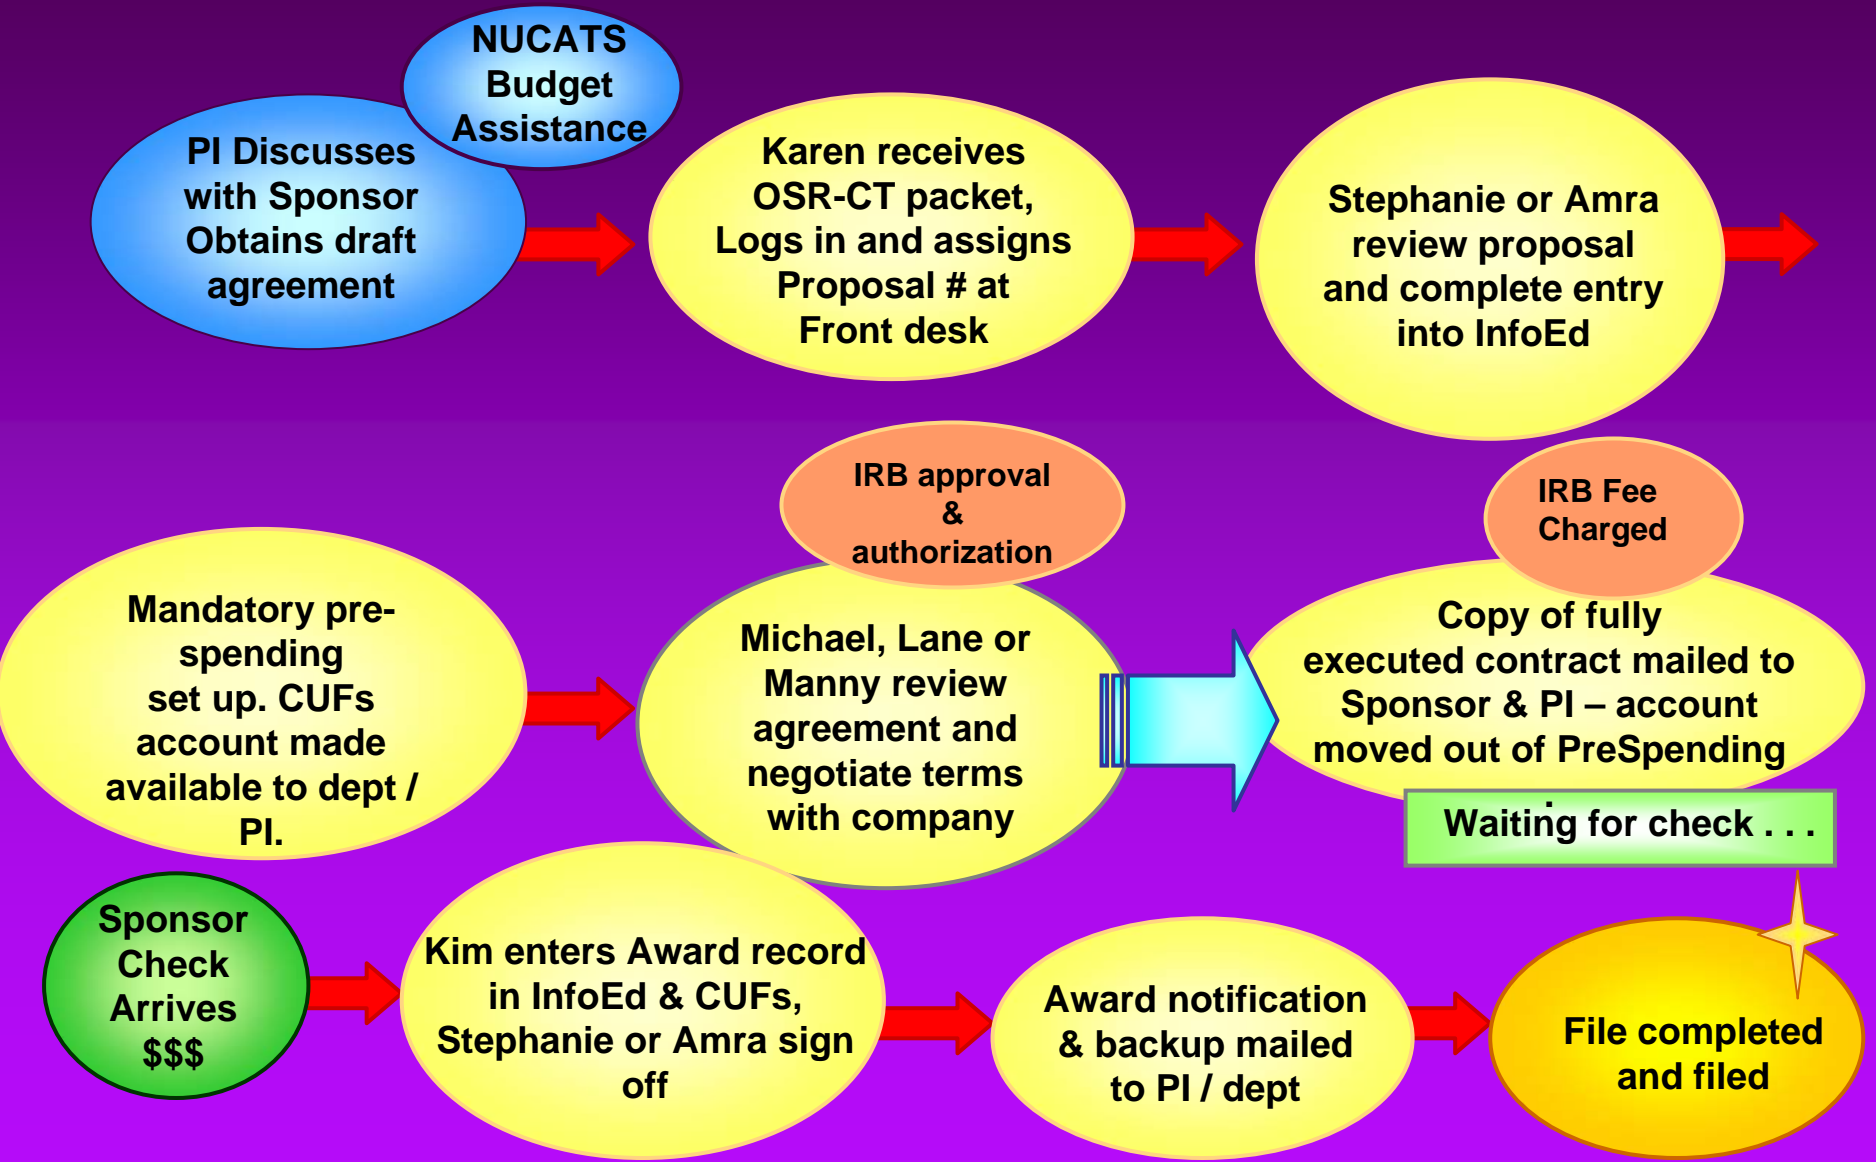 NUCATS
Budget
Assistance
PI Discusses
with Sponsor
Obtains draft
agreement
Karen receives
OSR-CT packet,
Logs in and assigns
Proposal # at
Front desk
Stephanie or Amra
review proposal
and complete entry
into InfoEd
Mandatory pre-
spending
set up. CUFs
account made
available to dept /
PI.
IRB approval
&
authorization
Michael, Lane or
Manny review
agreement and
negotiate terms
with company
IRB Fee
Charged
Copy of fully
executed contract mailed to
Sponsor & PI – account
moved out of PreSpending
.
Waiting for check . . .
Sponsor
Check
Arrives
$$$
Kim enters Award record
in InfoEd & CUFs,
Stephanie or Amra sign
off
Award notification
& backup mailed
to PI / dept
File completed
and filed